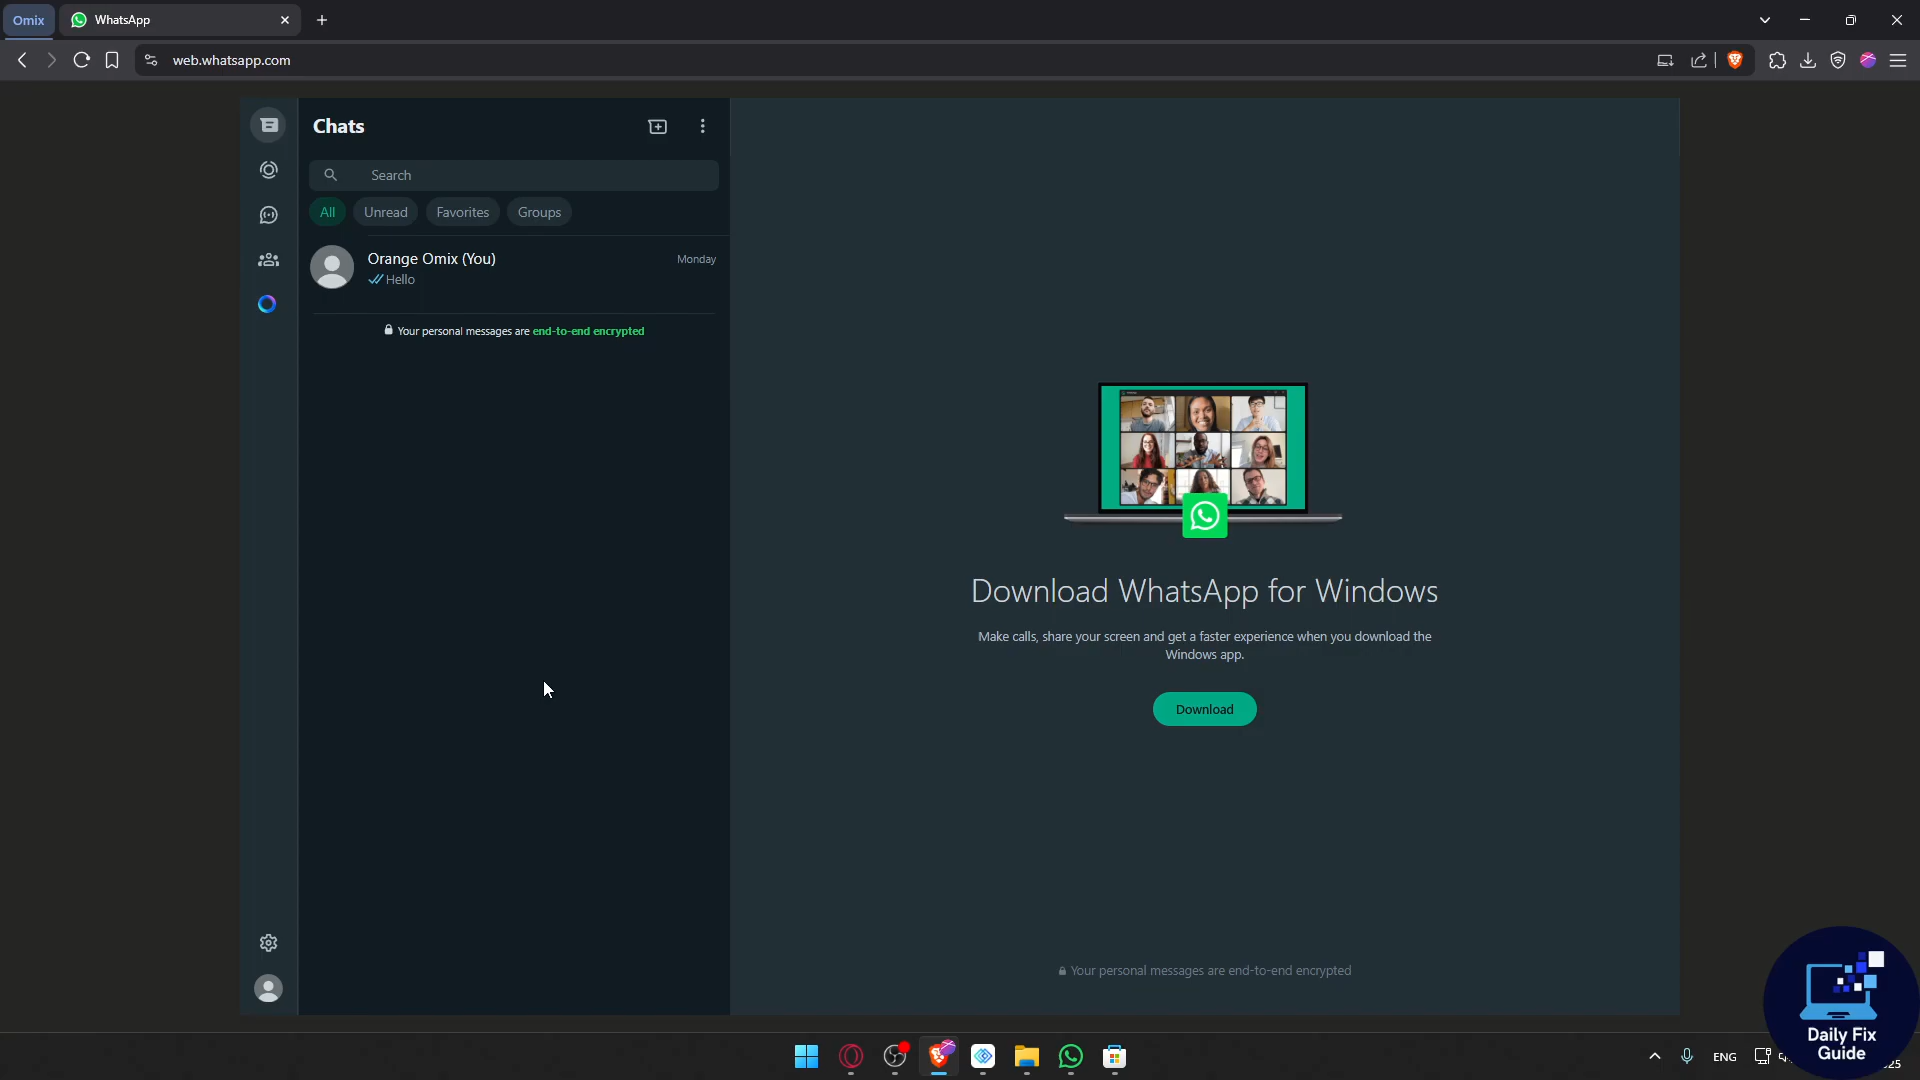 Omix
WhatsApp
web.whatsapp.com
Chats
Search
All
Unread
Favorites
Groups
Orange Omix (You)
Monday
Hello
Your personal messages are end-to-end encrypted
Download WhatsApp for Windows
Make calls, share your screen and get a faster experience when you download the
Windows app.
Download
Your personal messages are end-to-end encrypted
ENG
Daily Fix
Guide